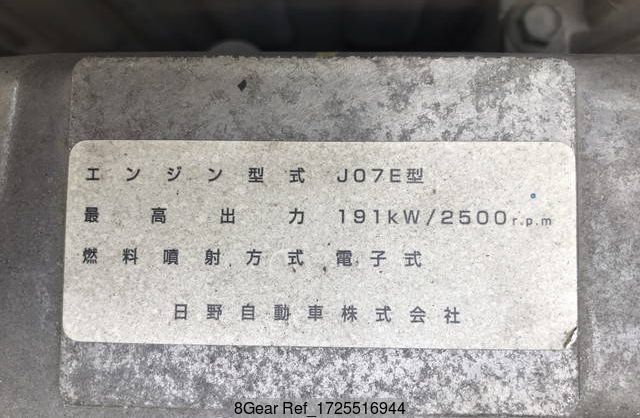 エンジン型式 J07E型
最高出力 191kW/2500r.p.m
燃料噴射方式 電子式
日野自動車株式会社
8Gear Ref_1725516944